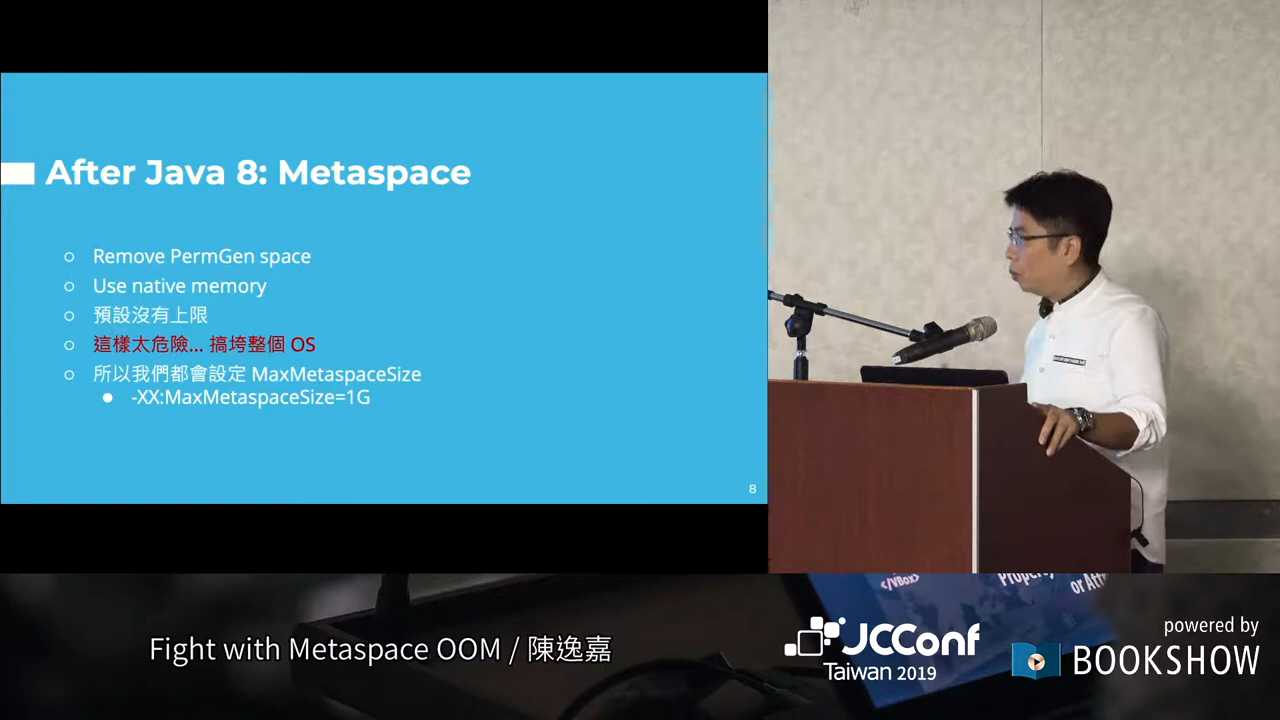 After Java 8: Metaspace
Remove PermGen space
Use native memory
預設沒有上限
這樣太危險... 搞垮整個 OS
所以我們都會設定 MaxMetaspaceSize
-XX:MaxMetaspaceSize=1G
8
</VBox>
or
Fight with Metaspace OOM / 陳逸嘉
JCConf
Taiwan 2019
powered by
BOOKSHOW